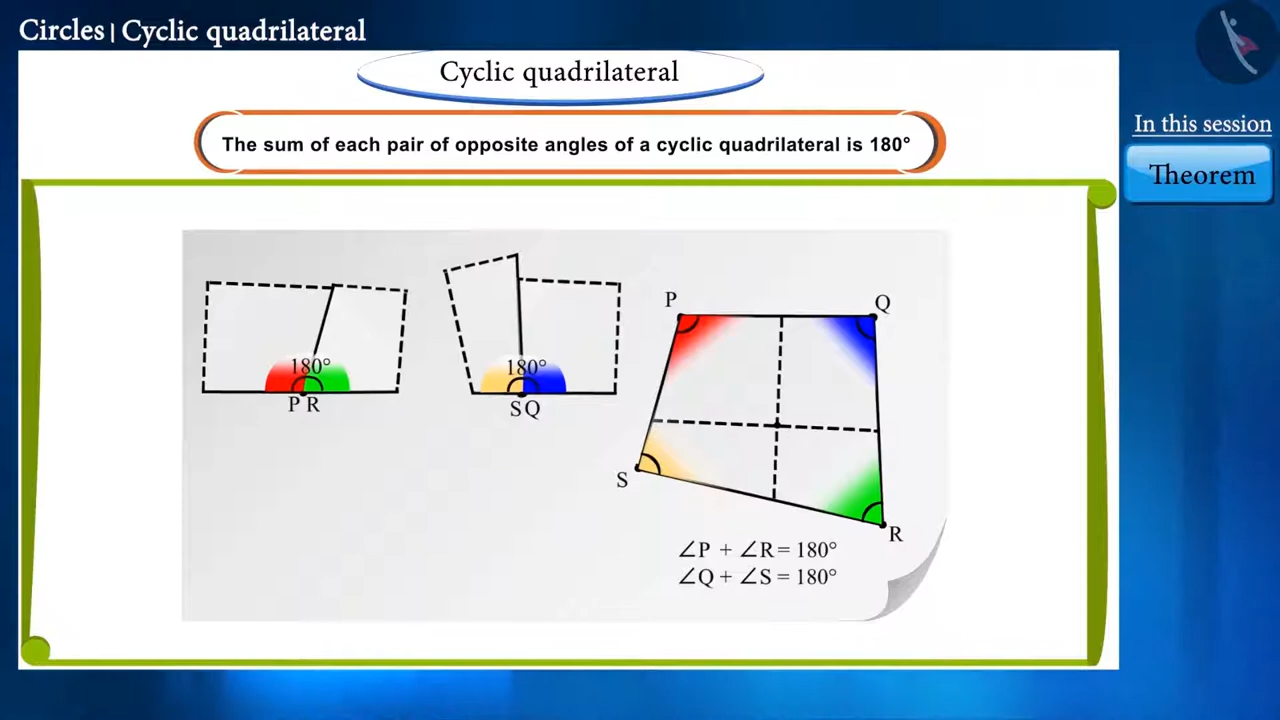 Circles | Cyclic quadrilateral
Cyclic quadrilateral
In this session
The sum of each pair of opposite angles of a cyclic quadrilateral is 180°
Theorem
P
Q
180°
180°
P R
S Q
S
R
∠P + ∠R = 180°
∠Q + ∠S = 180°